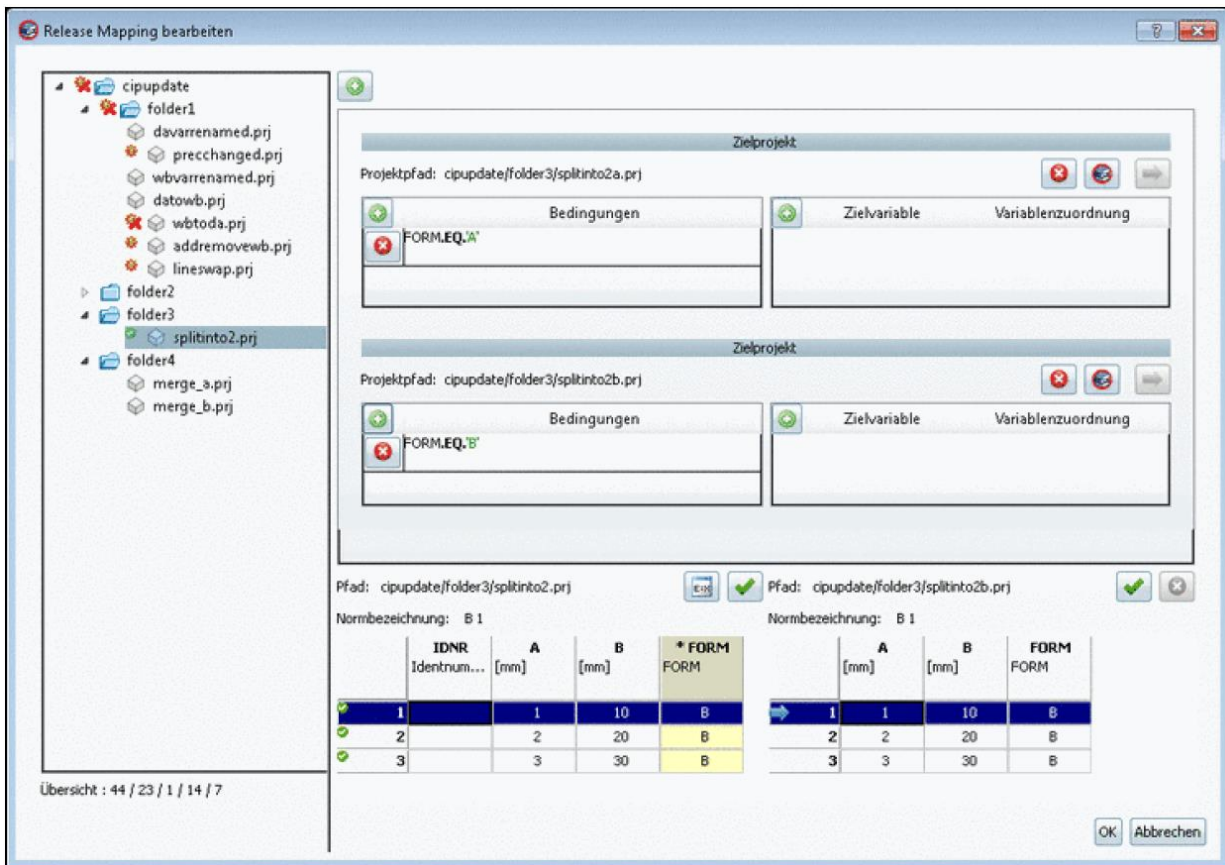 Release Mapping bearbeiten
cipupdate
folder1
davarrenamed.prj
precchanged.prj
wbvarrenamed.prj
datowb.prj
wbtoda.prj
addremovewb.prj
lineswap.prj
folder2
folder3
splitinto2.prj
folder4
merge_a.prj
merge_b.prj
Übersicht : 44 / 23 / 1 / 14 / 7
Zielprojekt
Projektpfad: cipupdate/folder3/splitinto2a.prj
Bedingungen Zielvariable Variablenzuordnung
FORM.EQ.'A'
Zielprojekt
Projektpfad: cipupdate/folder3/splitinto2b.prj
Bedingungen Zielvariable Variablenzuordnung
FORM.EQ.'B'
Pfad: cipupdate/folder3/splitinto2.prj
Normbezeichnung: B 1
IDNR A B * FORM
Identnum... [mm] [mm] FORM
1 1 10 B
2 2 20 B
3 3 30 B
Pfad: cipupdate/folder3/splitinto2b.prj
Normbezeichnung: B 1
A B FORM
[mm] [mm] FORM
1 1 10 B
2 2 20 B
3 3 30 B
OK Abbrechen